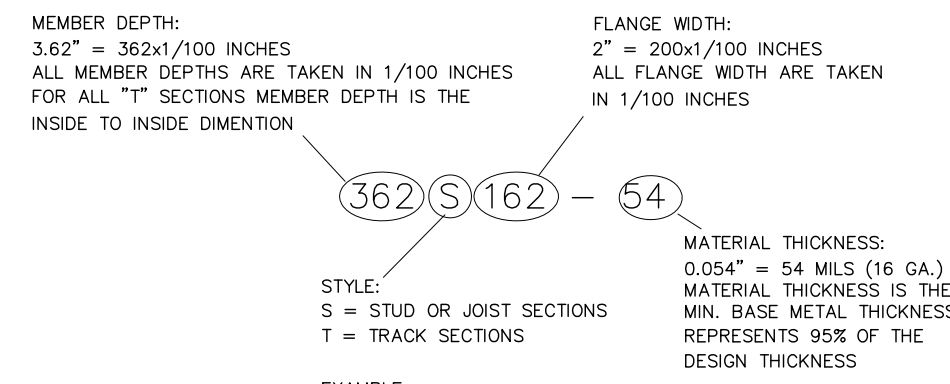 MEMBER DEPTH:
3.62" = 362x1/100 INCHES
ALL MEMBER DEPTHS ARE TAKEN IN 1/100 INCHES
FOR ALL "T" SECTIONS MEMBER DEPTH IS THE
INSIDE TO INSIDE DIMENTION
FLANGE WIDTH:
2" = 200x1/100 INCHES
ALL FLANGE WIDTH ARE TAKEN
IN 1/100 INCHES
362 S 162 – 54
STYLE:
S = STUD OR JOIST SECTIONS
T = TRACK SECTIONS
MATERIAL THICKNESS:
0.054" = 54 MILS (16 GA.)
MATERIAL THICKNESS IS THE
MIN. BASE METAL THICKNESS
REPRESENTS 95% OF THE
DESIGN THICKNESS